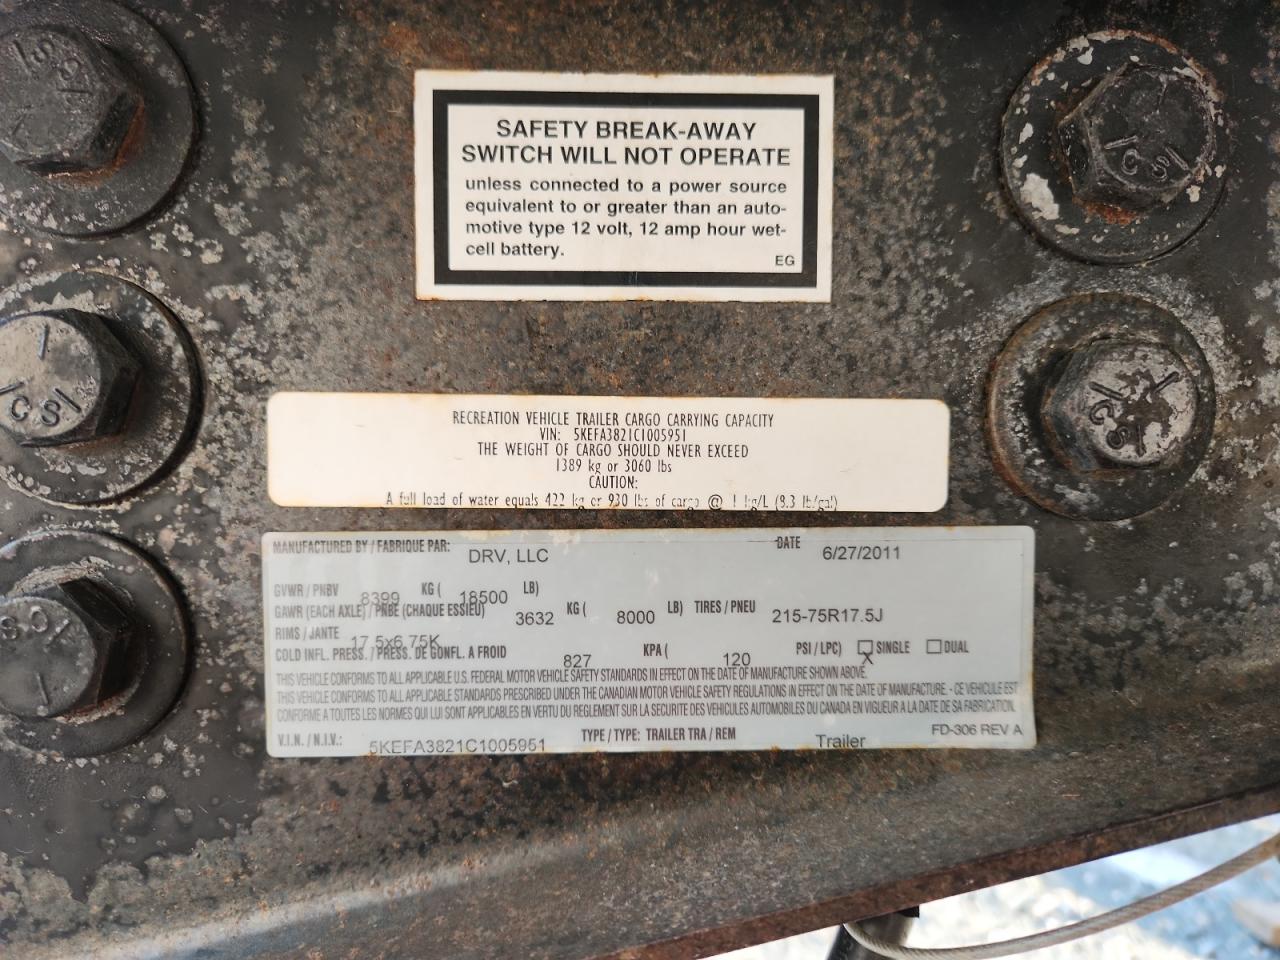 SAFETY BREAK-AWAY
SWITCH WILL NOT OPERATE
unless connected to a power source
equivalent to or greater than an auto-
motive type 12 volt, 12 amp hour wet-
cell battery.
EG
RECREATION VEHICLE TRAILER CARGO CARRYING CAPACITY
VIN: 5KEFA3821C1005951
THE WEIGHT OF CARGO SHOULD NEVER EXCEED
1389 kg or 3060 lbs
CAUTION:
A full load of water equals 422 kg or 930 lbs of cargo @ 1 kg/L (8.3 lb/gal)
MANUFACTURED BY / FABRIQUE PAR: DRV, LLC DATE 6/27/2011
GVWR / PNBV 8399 KG ( 18500 LB)
GAWR (EACH AXLE) / PNBE (CHAQUE ESSIEU) 3632 KG ( 8000 LB) TIRES / PNEU 215-75R17.5J
RIMS / JANTE 17.5x6.75K
COLD INFL. PRESS. / PRESS. DE GONFL. A FROID 827 KPA ( 120 PSI / LPC) X SINGLE DUAL
THIS VEHICLE CONFORMS TO ALL APPLICABLE U.S. FEDERAL MOTOR VEHICLE SAFETY STANDARDS IN EFFECT ON THE DATE OF MANUFACTURE SHOWN ABOVE.
THIS VEHICLE CONFORMS TO ALL APPLICABLE STANDARDS PRESCRIBED UNDER THE CANADIAN MOTOR VEHICLE SAFETY REGULATIONS IN EFFECT ON THE DATE OF MANUFACTURE. - CE VEHICULE EST
CONFORME A TOUTES LES NORMES QUI LUI SONT APPLICABLES EN VERTU DU REGLEMENT SUR LA SECURITE DES VEHICULES AUTOMOBILES DU CANADA EN VIGUEUR A LA DATE DE SA FABRICATION.
V.I.N. / N.I.V.: 5KEFA3821C1005951 TYPE / TYPE: TRAILER TRA / REM Trailer FD-306 REV A
CSI
CSI
CSI
CSI